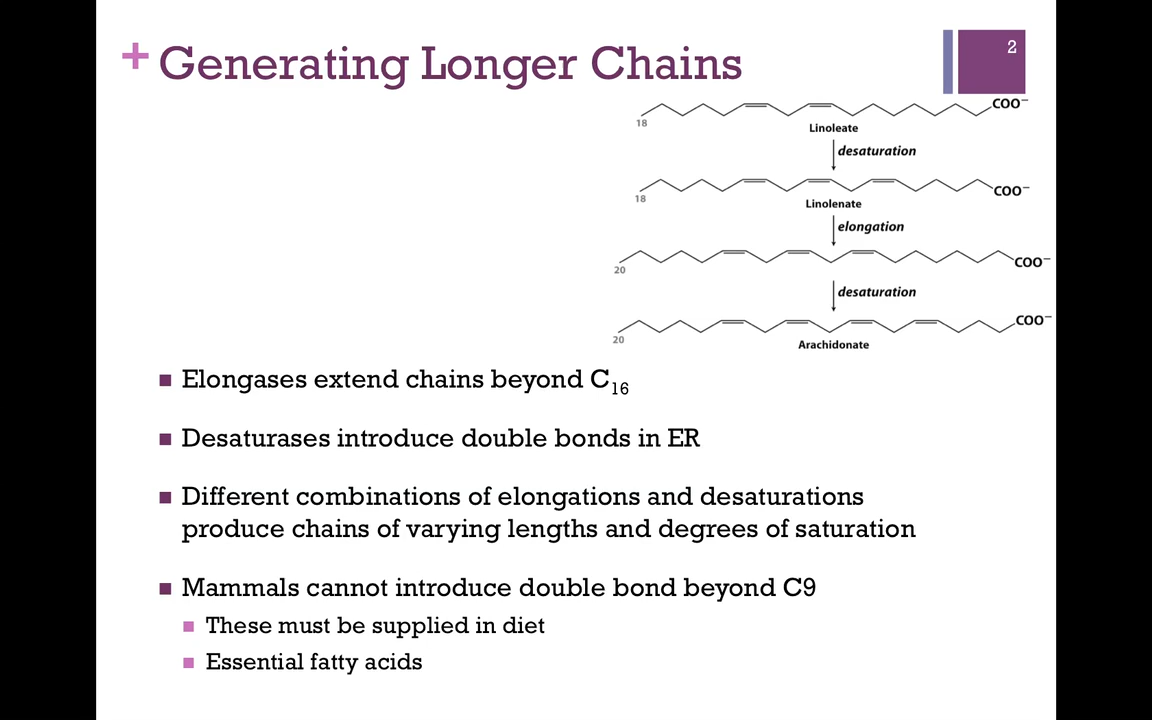 + Generating Longer Chains
2
COO⁻
18
Linoleate
desaturation
COO⁻
18
Linolenate
elongation
COO⁻
20
desaturation
COO⁻
20
Arachidonate
■ Elongases extend chains beyond C₁₆
■ Desaturases introduce double bonds in ER
■ Different combinations of elongations and desaturations
produce chains of varying lengths and degrees of saturation
■ Mammals cannot introduce double bond beyond C9
■ These must be supplied in diet
■ Essential fatty acids